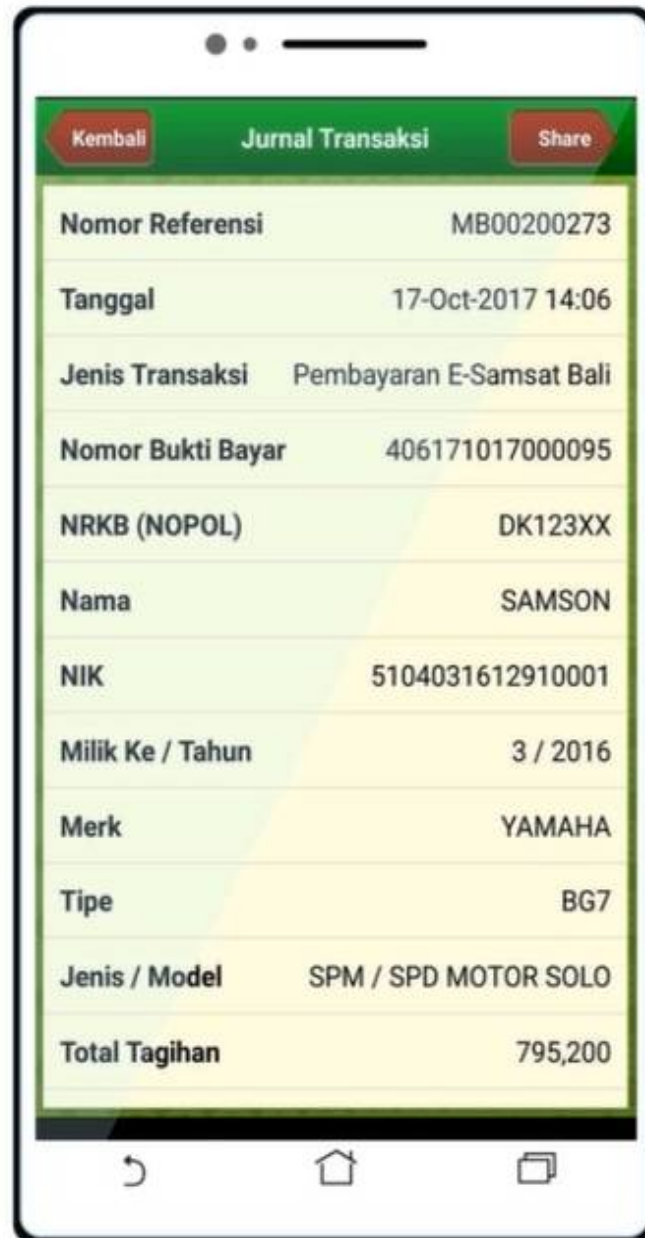 Kembali Jurnal Transaksi Share
Nomor Referensi MB00200273
Tanggal 17-Oct-2017 14:06
Jenis Transaksi Pembayaran E-Samsat Bali
Nomor Bukti Bayar 406171017000095
NRKB (NOPOL) DK123XX
Nama SAMSON
NIK 5104031612910001
Milik Ke / Tahun 3 / 2016
Merk YAMAHA
Tipe BG7
Jenis / Model SPM / SPD MOTOR SOLO
Total Tagihan 795,200